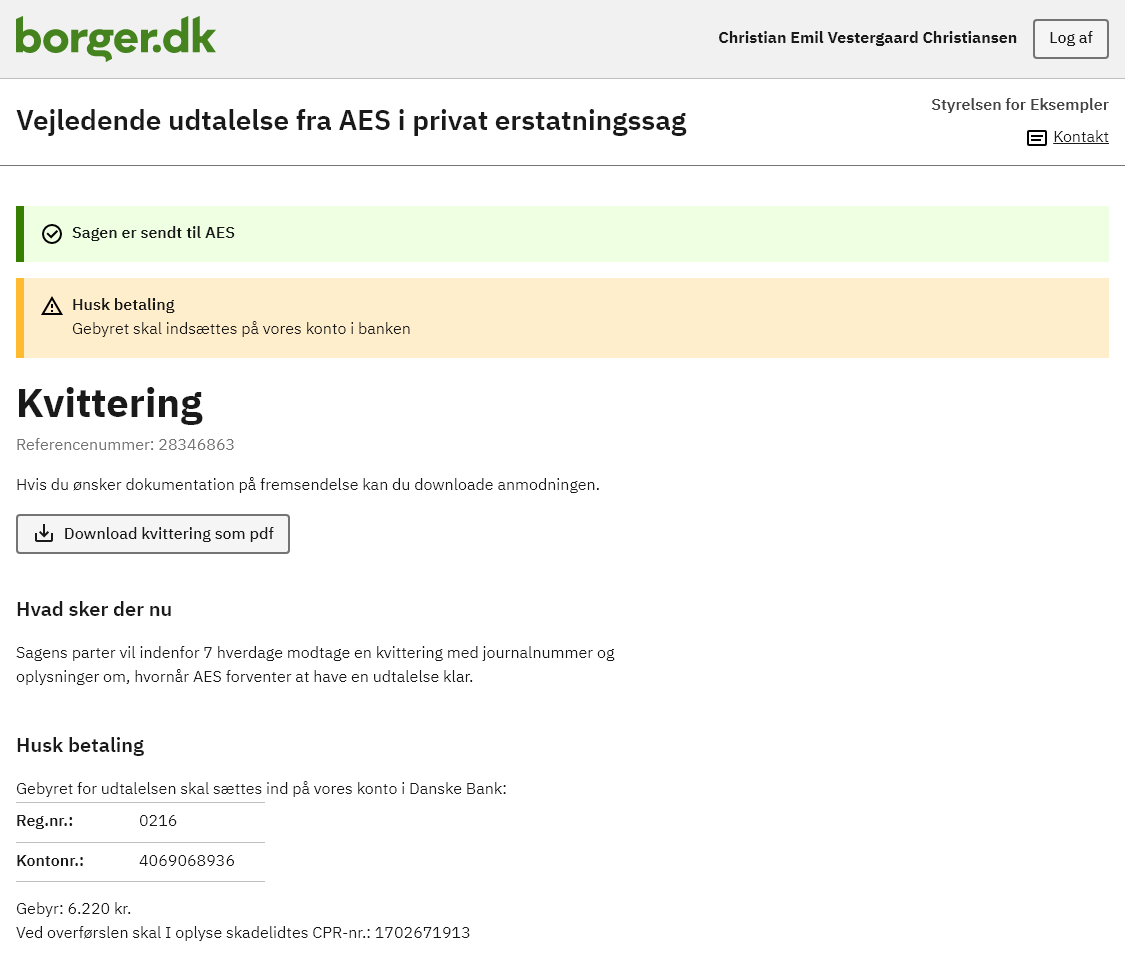 borger.dk
Christian Emil Vestergaard Christiansen
Log af
Vejledende udtalelse fra AES i privat erstatningssag
Styrelsen for Eksempler
Kontakt
Sagen er sendt til AES
Husk betaling
Gebyret skal indsættes på vores konto i banken
Kvittering
Referencenummer: 28346863
Hvis du ønsker dokumentation på fremsendelse kan du downloade anmodningen.
Download kvittering som pdf
Hvad sker der nu
Sagens parter vil indenfor 7 hverdage modtage en kvittering med journalnummer og
oplysninger om, hvornår AES forventer at have en udtalelse klar.
Husk betaling
Gebyret for udtalelsen skal sættes ind på vores konto i Danske Bank:
Reg.nr.: 0216
Kontonr.: 4069068936
Gebyr: 6.220 kr.
Ved overførslen skal I oplyse skadelidtes CPR-nr.: 1702671913